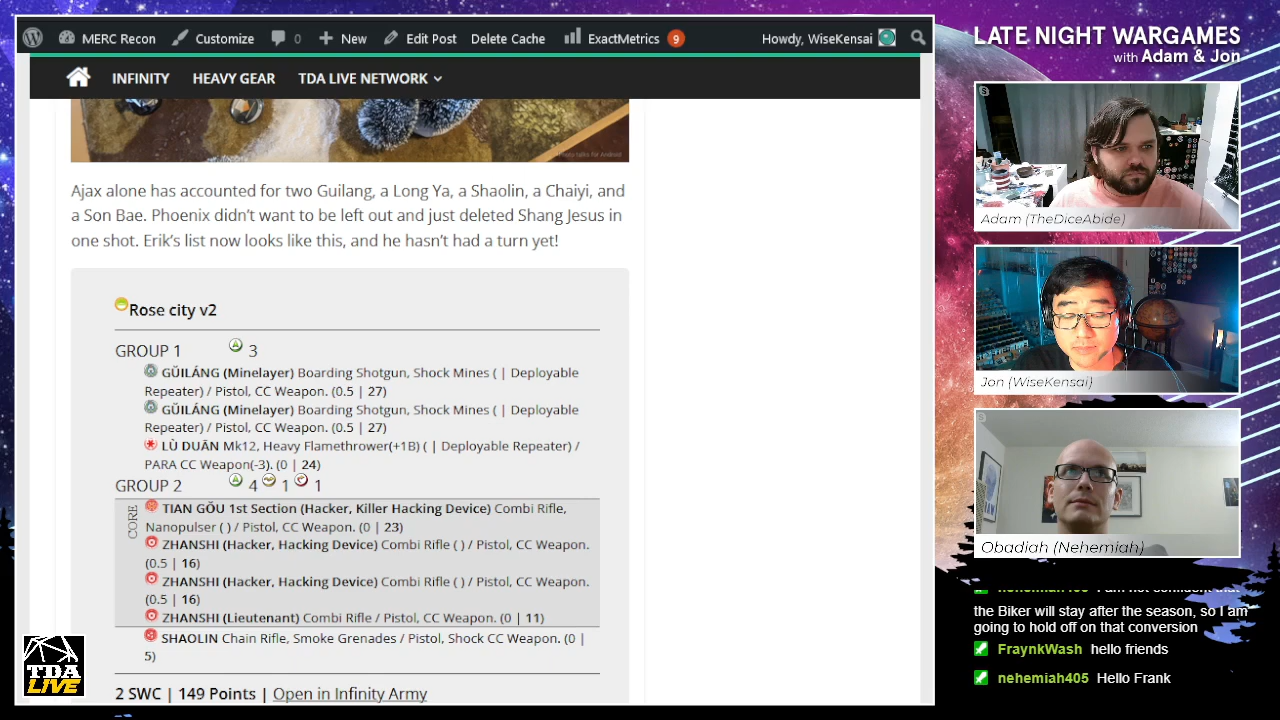 MERC Recon
Customize
0
New
Edit Post
Delete Cache
ExactMetrics
9
Howdy, WiseKensai
INFINITY
HEAVY GEAR
TDA LIVE NETWORK
Ajax alone has accounted for two Guilang, a Long Ya, a Shaolin, a Chaiyi, and
a Son Bae. Phoenix didn't want to be left out and just deleted Shang Jesus in
one shot. Erik's list now looks like this, and he hasn't had a turn yet!
Rose city v2
GROUP 1 3
GŬILÁNG (Minelayer) Boarding Shotgun, Shock Mines ( | Deployable
Repeater) / Pistol, CC Weapon. (0.5 | 27)
GŬILÁNG (Minelayer) Boarding Shotgun, Shock Mines ( | Deployable
Repeater) / Pistol, CC Weapon. (0.5 | 27)
LÙ DUĀN Mk12, Heavy Flamethrower(+1B) ( | Deployable Repeater) /
PARA CC Weapon(-3). (0 | 24)
GROUP 2 4 1 1
CORE
TIAN GŎU 1st Section (Hacker, Killer Hacking Device) Combi Rifle,
Nanopulser ( ) / Pistol, CC Weapon. (0 | 23)
ZHANSHI (Hacker, Hacking Device) Combi Rifle ( ) / Pistol, CC Weapon.
(0.5 | 16)
ZHANSHI (Hacker, Hacking Device) Combi Rifle ( ) / Pistol, CC Weapon.
(0.5 | 16)
ZHANSHI (Lieutenant) Combi Rifle / Pistol, CC Weapon. (0 | 11)
SHAOLIN Chain Rifle, Smoke Grenades / Pistol, Shock CC Weapon. (0 |
5)
2 SWC | 149 Points | Open in Infinity Army
TDA
LIVE
LATE NIGHT WARGAMES
with Adam & Jon
Adam (TheDiceAbide)
Jon (WiseKensai)
Obadiah (Nehemiah)
the Biker will stay after the season, so I am
going to hold off on that conversion
FraynkWash hello friends
nehemiah405 Hello Frank